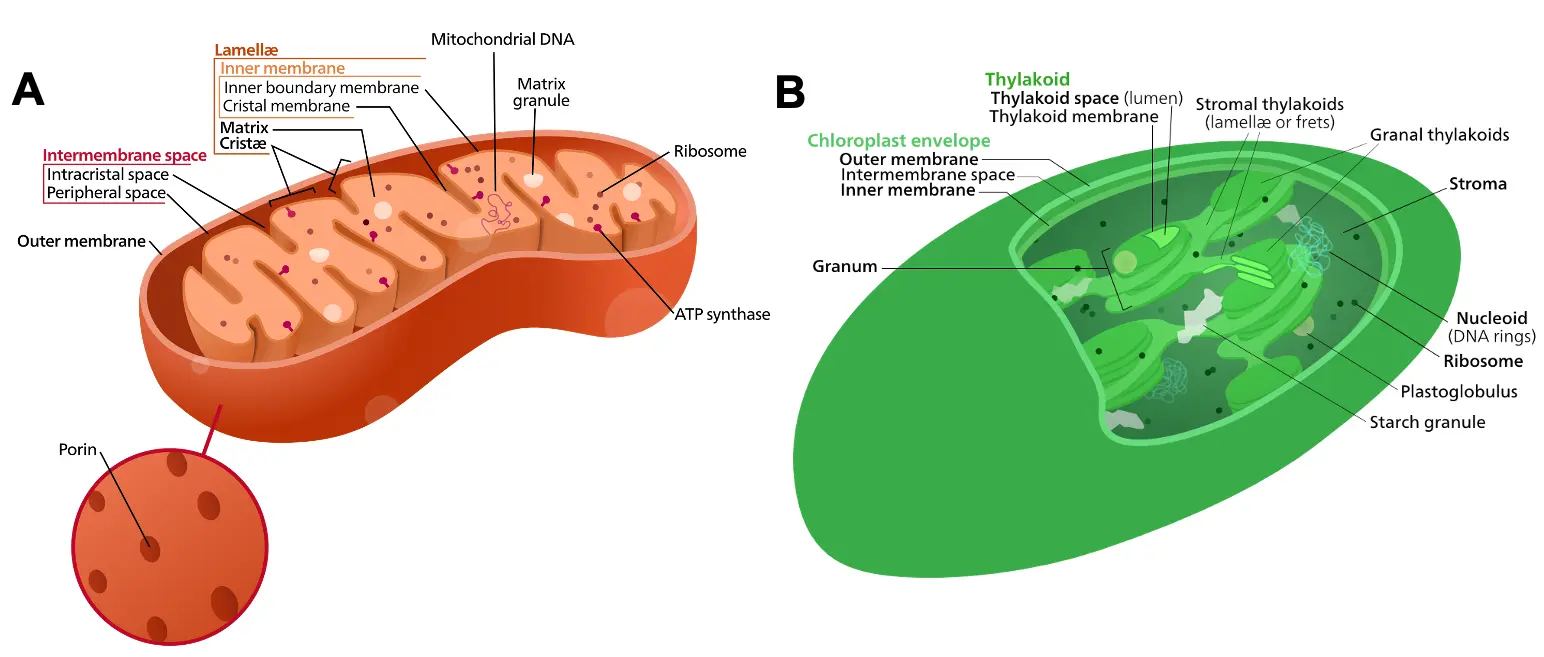 A
Lamellæ
Inner membrane
Inner boundary membrane
Cristal membrane
Matrix
Cristæ
Mitochondrial DNA
Matrix
granule
Ribosome
Intermembrane space
Intracristal space
Peripheral space
Outer membrane
ATP synthase
Porin
B
Thylakoid
Thylakoid space (lumen)
Thylakoid membrane
Stromal thylakoids
(lamellæ or frets)
Granal thylakoids
Chloroplast envelope
Outer membrane
Intermembrane space
Inner membrane
Stroma
Granum
Nucleoid
(DNA rings)
Ribosome
Plastoglobulus
Starch granule